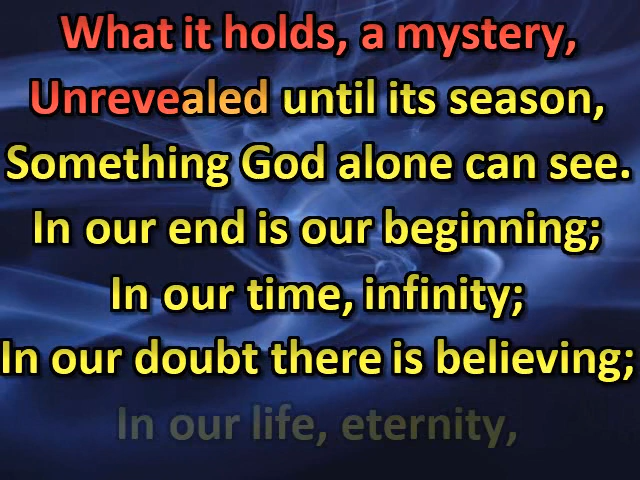 What it holds, a mystery,
Unrevealed until its season,
Something God alone can see.
In our end is our beginning;
In our time, infinity;
In our doubt there is believing;
In our life, eternity,